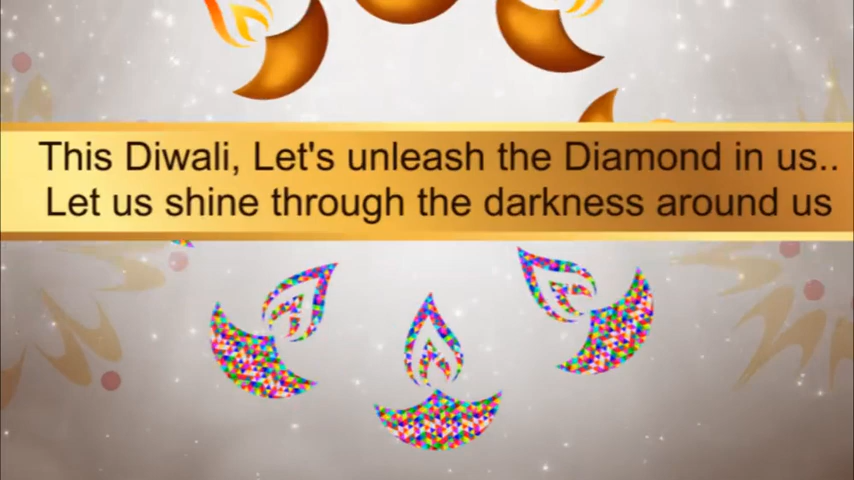 This Diwali, Let's unleash the Diamond in us..
Let us shine through the darkness around us